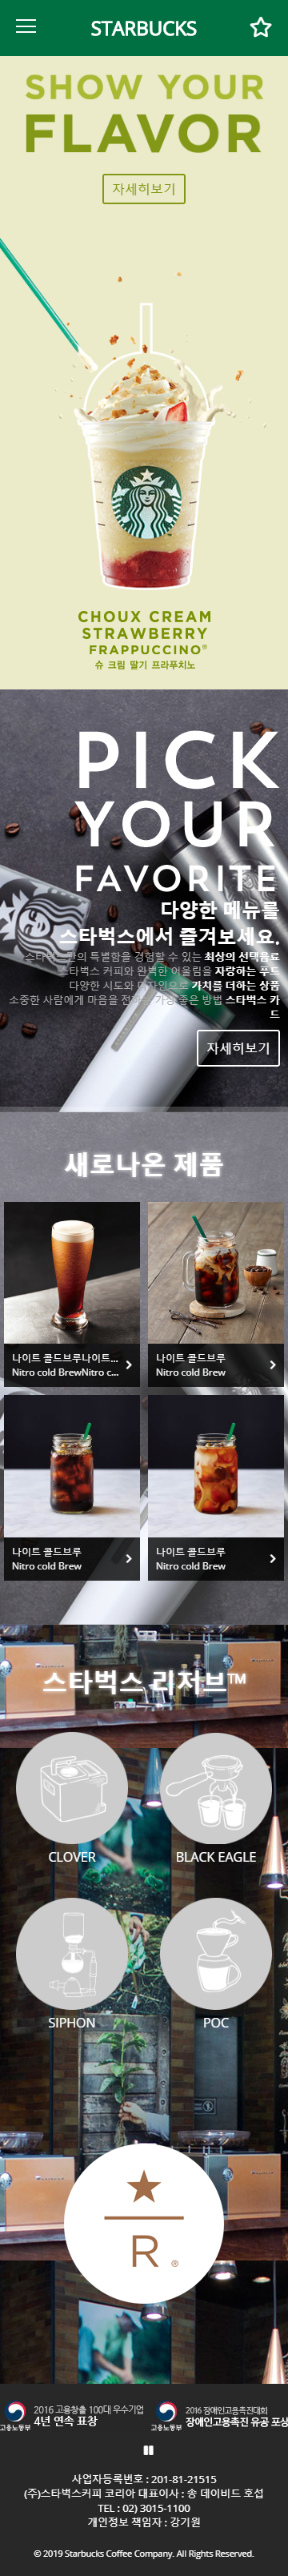 STARBUCKS
SHOW YOUR
FLAVOR
자세히보기
CHOUX CREAM
STRAWBERRY
FRAPPUCCINO®
슈 크림 딸기 프라푸치노
PICK
YOUR
FAVORITE
다양한 메뉴를
스타벅스에서 즐겨보세요.
스타벅스만의 특별함을 경험할 수 있는 최상의 선택음료
스타벅스 커피와 완벽한 어울림을 자랑하는 푸드
다양한 시도와 디자인으로 가치를 더하는 상품
소중한 사람에게 마음을 전하는 가장 좋은 방법 스타벅스 카
드
자세히보기
새로나온 제품
나이트 콜드브루나이트...
Nitro cold BrewNitro c...
나이트 콜드브루
Nitro cold Brew
나이트 콜드브루
Nitro cold Brew
나이트 콜드브루
Nitro cold Brew
스타벅스 리저브™
CLOVER
BLACK EAGLE
SIPHON
POC
R®
고용노동부
2016 고용창출 100대 우수기업
4년 연속 표창
고용노동부
2016 장애인고용촉진대회
장애인고용촉진 유공 포상
사업자등록번호 : 201-81-21515
(주)스타벅스커피 코리아 대표이사 : 송 데이비드 호섭
TEL : 02) 3015-1100
개인정보 책임자 : 강기원
© 2019 Starbucks Coffee Company. All Rights Reserved.